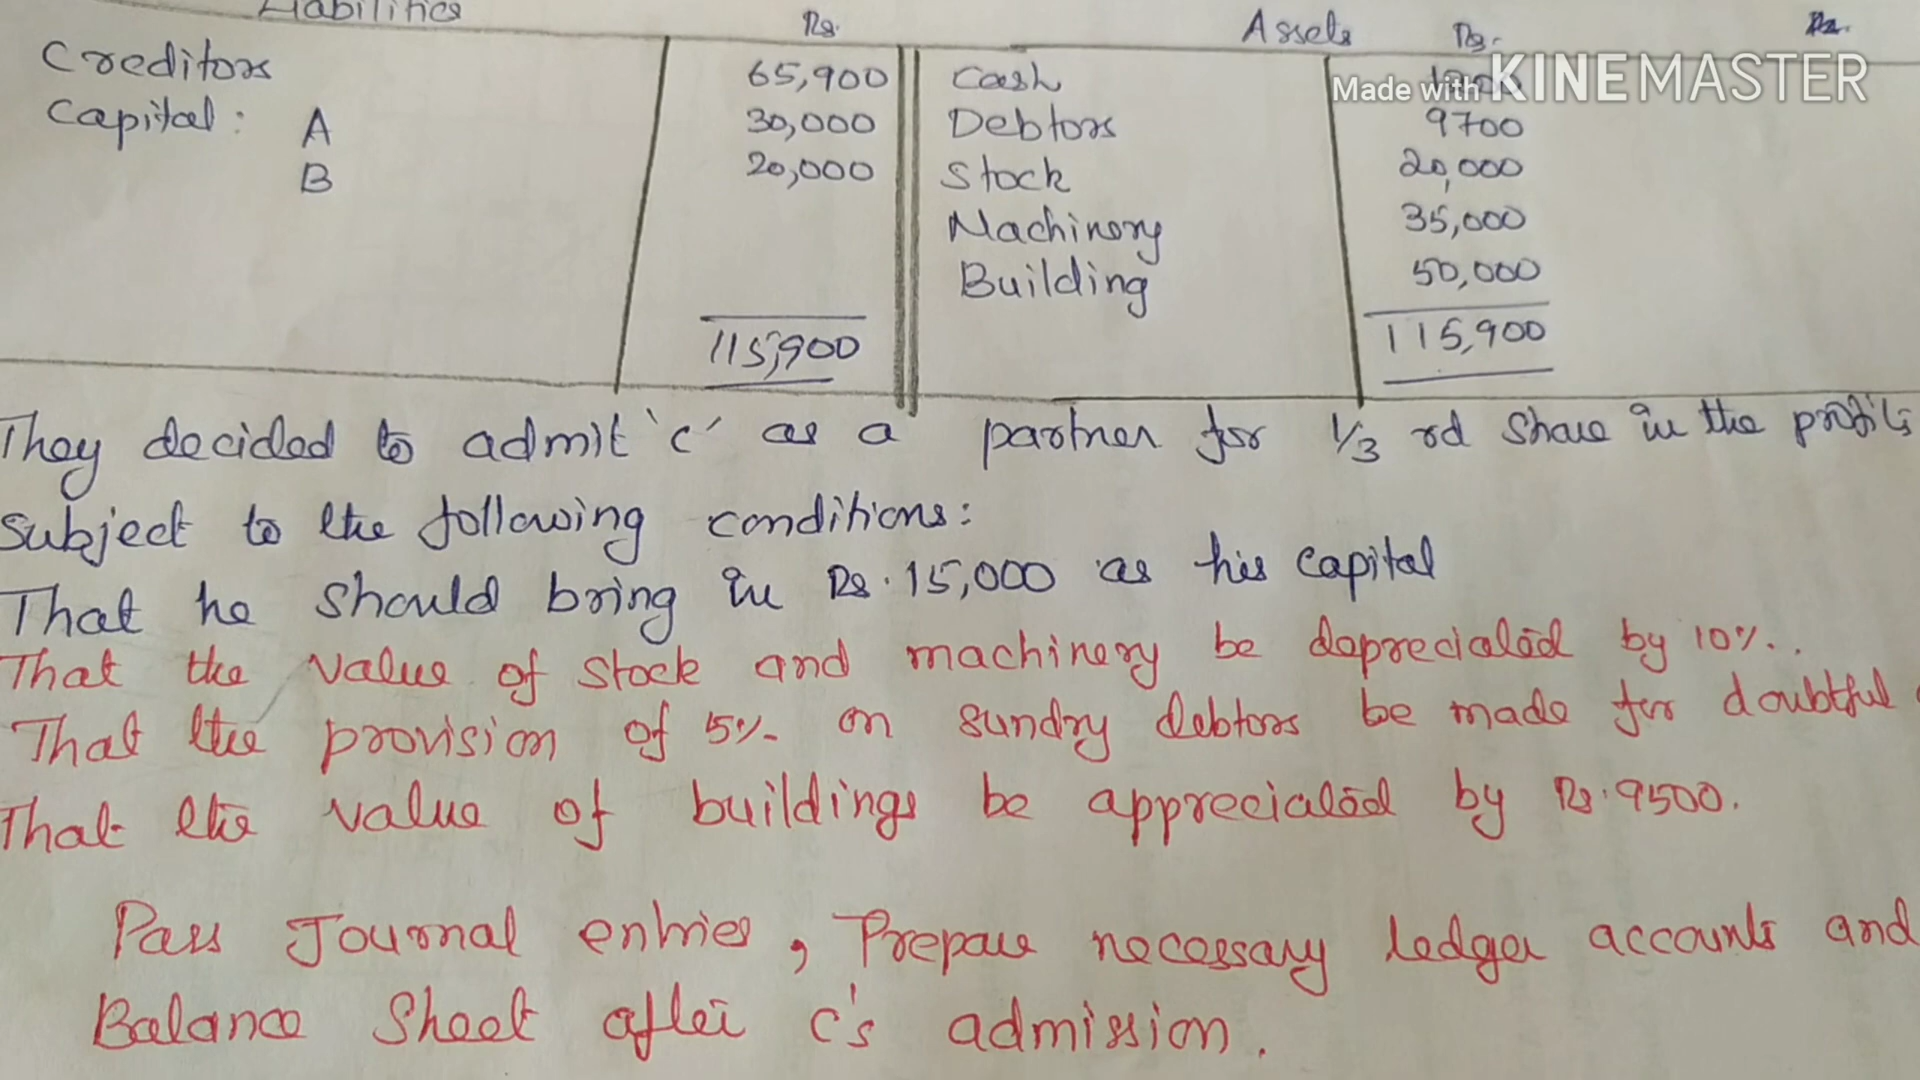 Liabilities Rs. Assets Rs. Rs.
Creditors 65,900 Cash
Made with KINEMASTER
Capital: A 30,000 Debtors 9700
B 20,000 Stock 20,000
Machinery 35,000
Building 50,000
115,900 115,900
They decided to admit 'C' as a partner for 1/3 rd share in the profits
Subject to the following conditions:
That he should bring in Rs. 15,000 as his capital
That the value of stock and machinery be depreciated by 10%.
That the provision of 5% on sundry debtors be made for doubtful
That the value of buildings be appreciated by Rs. 9500.
Pass Journal entries, Prepare necessary ledger accounts and
Balance Sheet after C's admission.